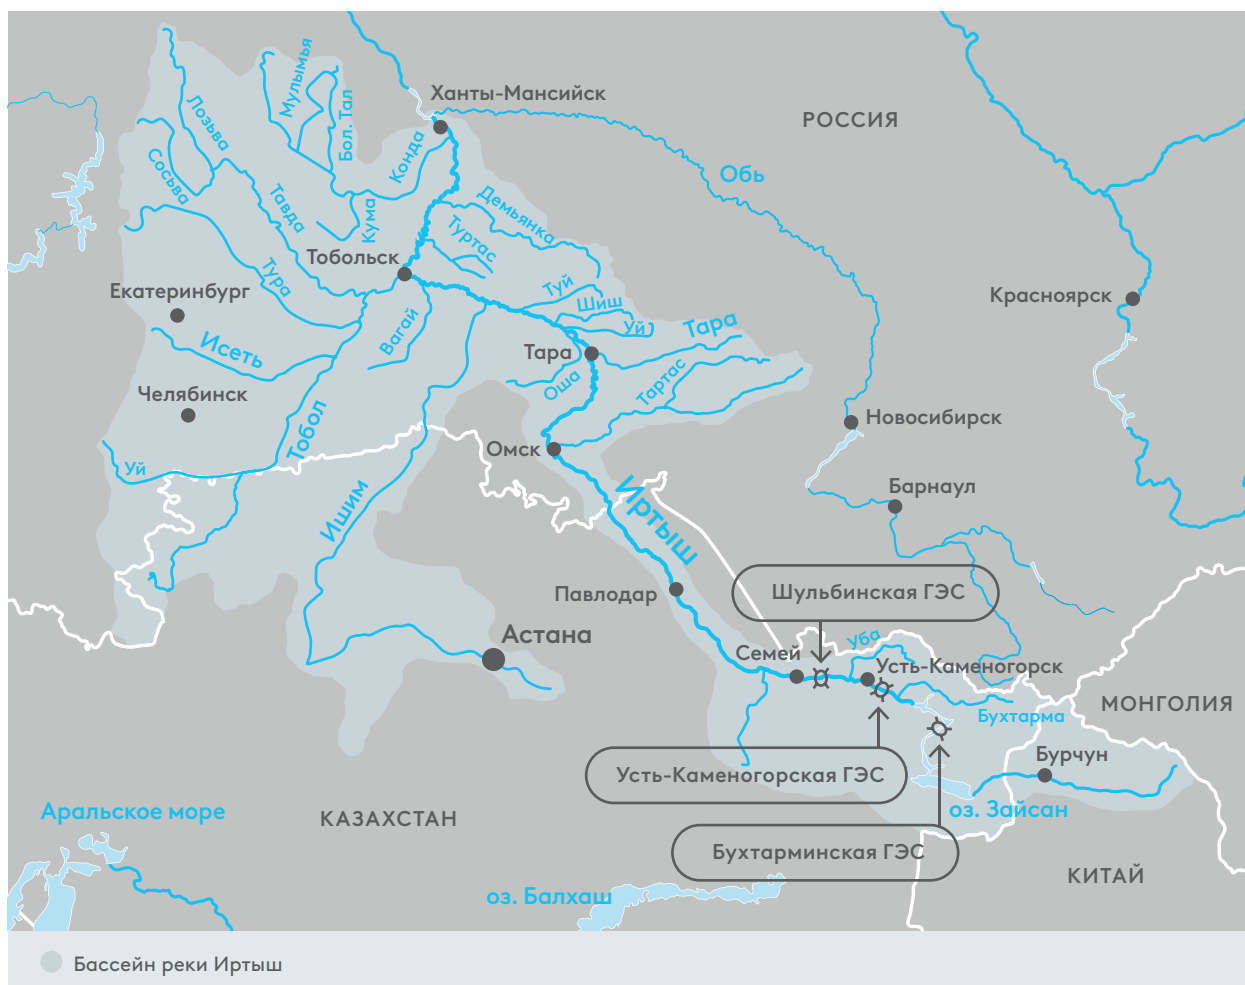 Ханты-Мансийск
РОССИЯ
Мулымья
Бол. Тал
Лозьва
Сосьва
Конда
Обь
Тавда
Кума
Демьянка
Туртас
Тобольск
Екатеринбург
Тура
Туй
Шиш
Красноярск
Исеть
Вагай
Уй
Тара
Тара
Оша
Тартас
Челябинск
Тобол
Новосибирск
Омск
Уй
Ишим
Иртыш
Барнаул
Павлодар
Шульбинская ГЭС
Астана
Семей
Уба
Усть-Каменогорск
МОНГОЛИЯ
Бухтарма
Бурчун
Усть-Каменогорская ГЭС
Аральское море
КАЗАХСТАН
оз. Зайсан
Бухтарминская ГЭС
КИТАЙ
оз. Балхаш
Бассейн реки Иртыш